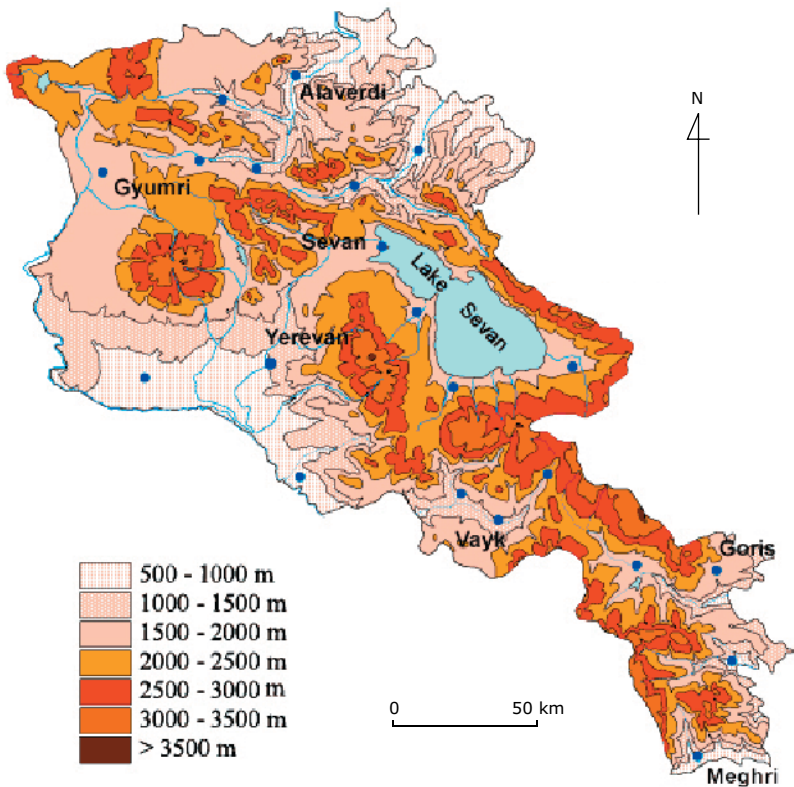 N
Alaverdi
Gyumri
Sevan
Lake
Sevan
Yerevan
Vayk
Goris
500 - 1000 m
1000 - 1500 m
1500 - 2000 m
2000 - 2500 m
2500 - 3000 m
3000 - 3500 m
> 3500 m
0 50 km
Meghri